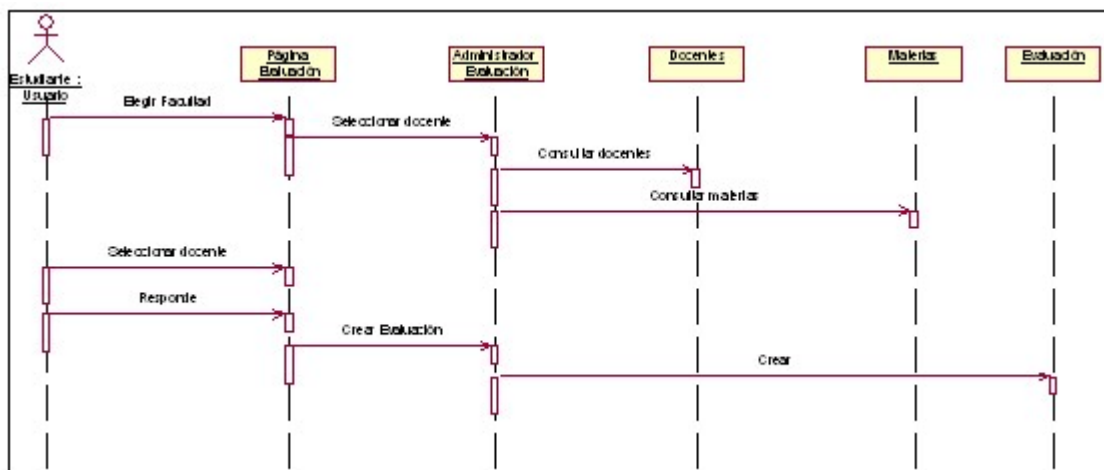 Estudiante :
Usuario
Página
Evaluación
Administrador
Evaluación
Docentes
Materias
Evaluación
Elegir Facultad
Seleccionar docente
Consultar docentes
Consultar materias
Seleccionar docente
Responde
Crear Evaluación
Crear